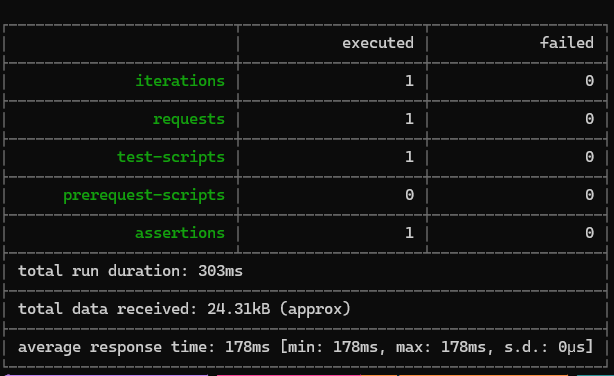 executed failed
iterations 1 0
requests 1 0
test-scripts 1 0
prerequest-scripts 0 0
assertions 1 0
total run duration: 303ms
total data received: 24.31kB (approx)
average response time: 178ms [min: 178ms, max: 178ms, s.d.: 0µs]